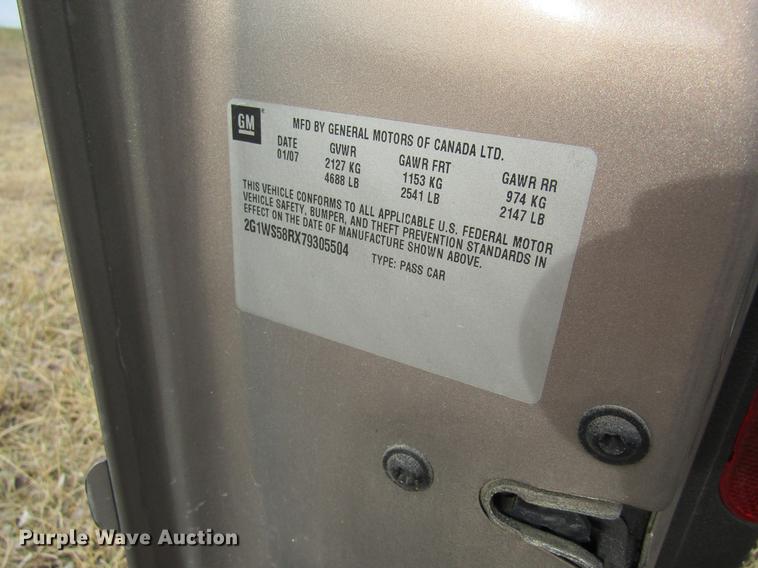 GM
MFD BY GENERAL MOTORS OF CANADA LTD.
DATE GVWR GAWR FRT GAWR RR
01/07 2127 KG 1153 KG 974 KG
4688 LB 2541 LB 2147 LB
THIS VEHICLE CONFORMS TO ALL APPLICABLE U.S. FEDERAL MOTOR
VEHICLE SAFETY, BUMPER, AND THEFT PREVENTION STANDARDS IN
EFFECT ON THE DATE OF MANUFACTURE SHOWN ABOVE.
2G1WS58RX79305504 TYPE: PASS CAR
Purple Wave Auction